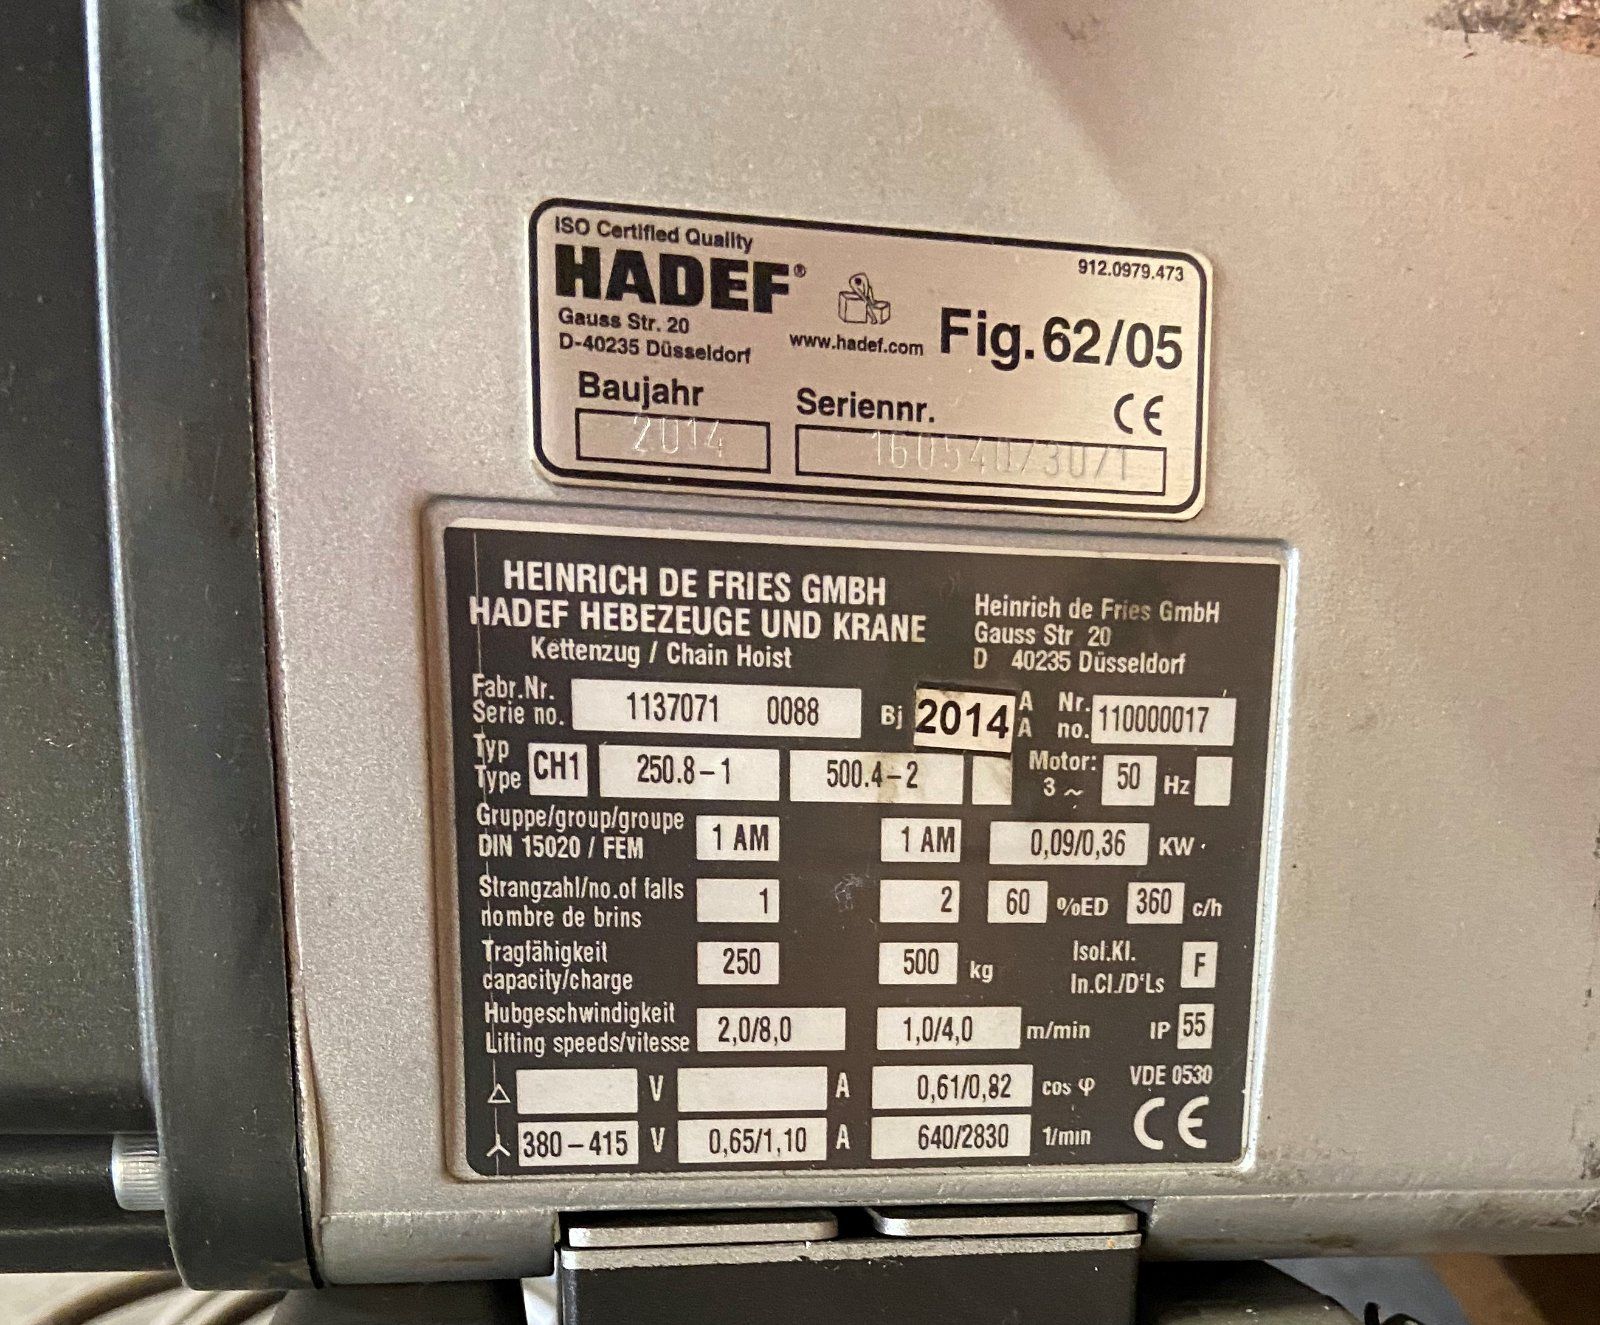 ISO Certified Quality
HADEF®
912.0979.473
Gauss Str. 20
D-40235 Düsseldorf
www.hadef.com
Fig.62/05
Baujahr
Seriennr.
CE
2014
160540/30/1
HEINRICH DE FRIES GMBH
HADEF HEBEZEUGE UND KRANE
Kettenzug / Chain Hoist
Heinrich de Fries GmbH
Gauss Str 20
D 40235 Düsseldorf
Fabr.Nr.
Serie no. 1137071 0088 Bj 2014 A A Nr. no. 110000017
Typ
Type CH1 250.8-1 500.4-2 Motor: 3 ~ 50 Hz
Gruppe/group/groupe
DIN 15020 / FEM 1 AM 1 AM 0,09/0,36 KW
Strangzahl/no.of falls
nombre de brins 1 2 60 %ED 360 c/h
Tragfähigkeit
capacity/charge 250 500 kg Isol.Kl. In.Cl./D'Ls F
Hubgeschwindigkeit
Lifting speeds/vitesse 2,0/8,0 1,0/4,0 m/min IP 55
△ V A 0,61/0,82 cos φ VDE 0530
380-415 V 0,65/1,10 A 640/2830 1/min CE